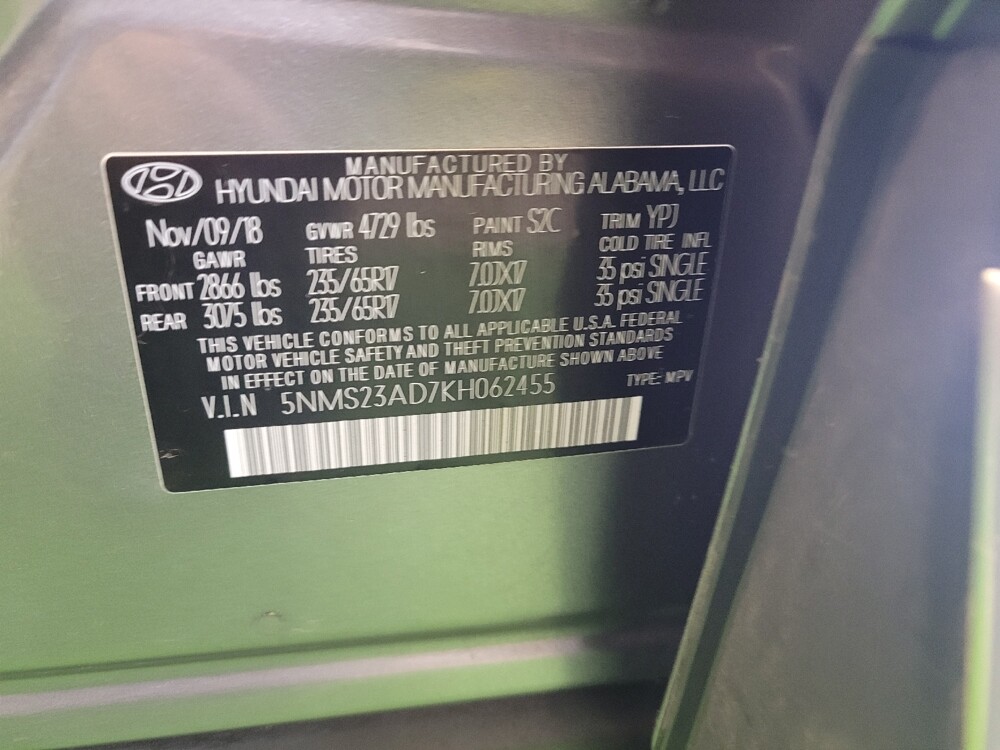 MANUFACTURED BY
HYUNDAI MOTOR MANUFACTURING ALABAMA, LLC
Nov/09/18 GVWR 4729 lbs PAINT S2C TRIM YPJ
GAWR TIRES RIMS COLD TIRE INFL
FRONT 2866 lbs 235/65R17 7.0JX17 35 psi SINGLE
REAR 3075 lbs 235/65R17 7.0JX17 35 psi SINGLE
THIS VEHICLE CONFORMS TO ALL APPLICABLE U.S.A. FEDERAL
MOTOR VEHICLE SAFETY AND THEFT PREVENTION STANDARDS
IN EFFECT ON THE DATE OF MANUFACTURE SHOWN ABOVE
V.I.N 5NMS23AD7KH062455 TYPE: MPV